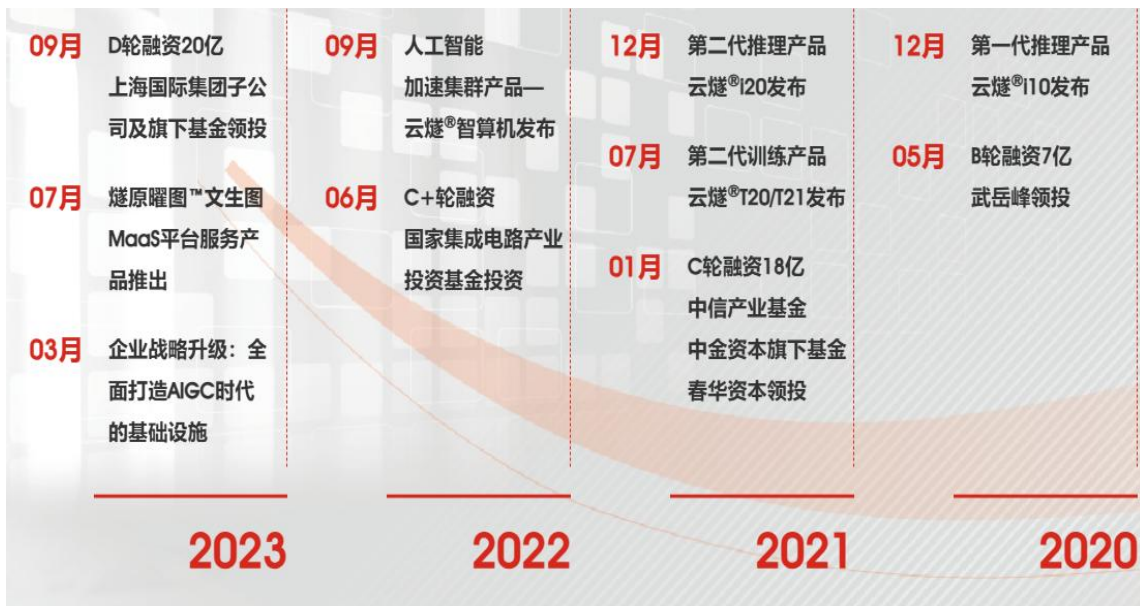 09月 D轮融资20亿
上海国际集团子公
司及旗下基金领投
07月 燧原曜图™文生图
MaaS平台服务产
品推出
03月 企业战略升级：全
面打造AIGC时代
的基础设施
2023
09月 人工智能
加速集群产品—
云燧®智算机发布
06月 C+轮融资
国家集成电路产业
投资基金投资
2022
12月 第二代推理产品
云燧®i20发布
07月 第二代训练产品
云燧®T20/T21发布
01月 C轮融资18亿
中信产业基金
中金资本旗下基金
春华资本领投
2021
12月 第一代推理产品
云燧®i10发布
05月 B轮融资7亿
武岳峰领投
2020